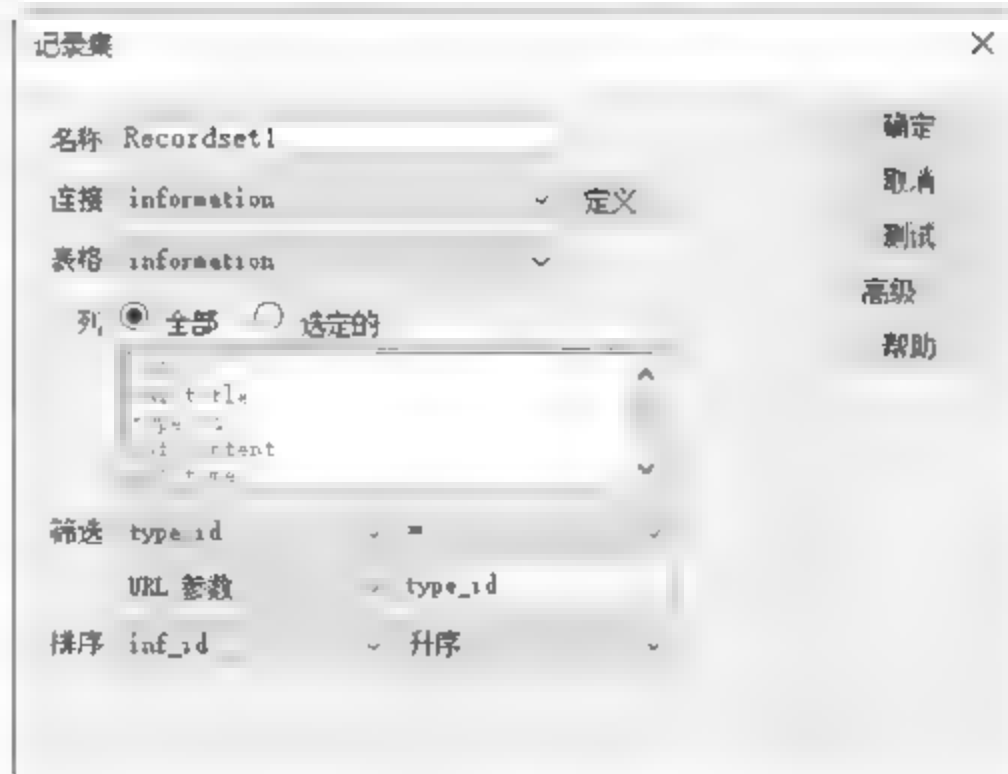 记录集
名称 Recordset1 确定
连接 information 定义 取消
表格 information 测试
列 全部 选定的 高级
帮助
筛选 type_id =
URL 参数 type_id
排序 inf_id 升序